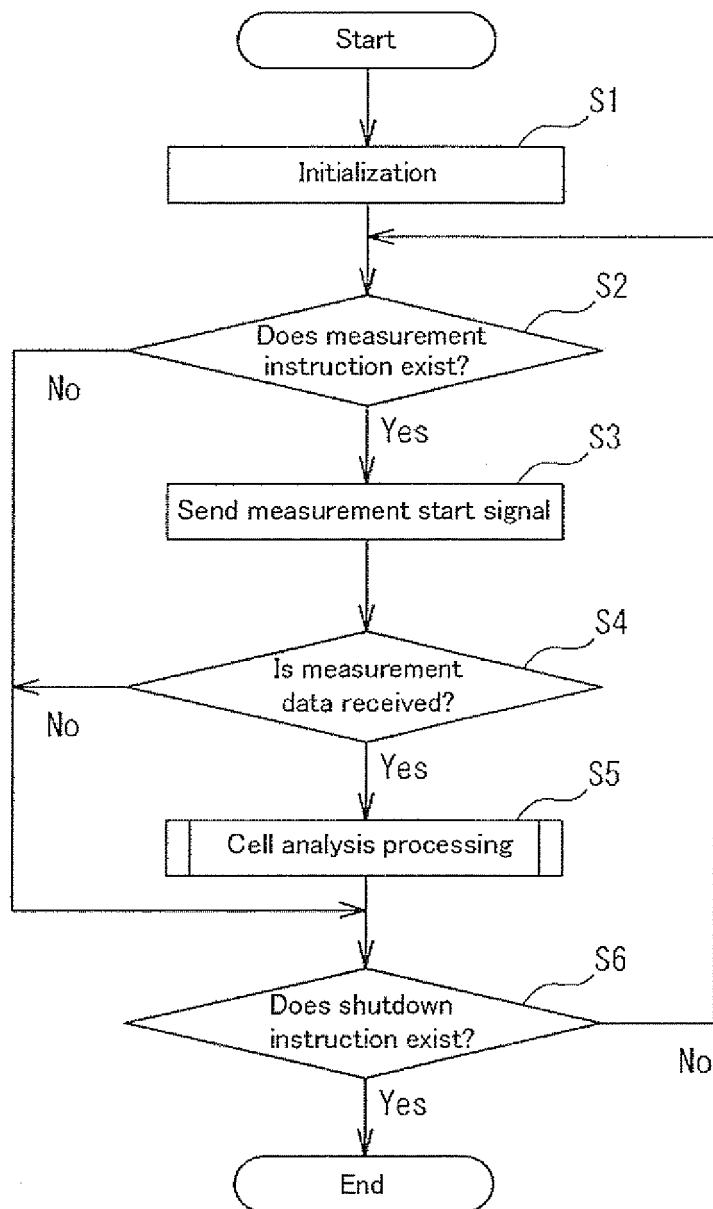 Start
S1
Initialization
S2
Does measurement
instruction exist?
No
Yes
S3
Send measurement start signal
S4
Is measurement
data received?
No
Yes
S5
Cell analysis processing
S6
Does shutdown
instruction exist?
No
Yes
End